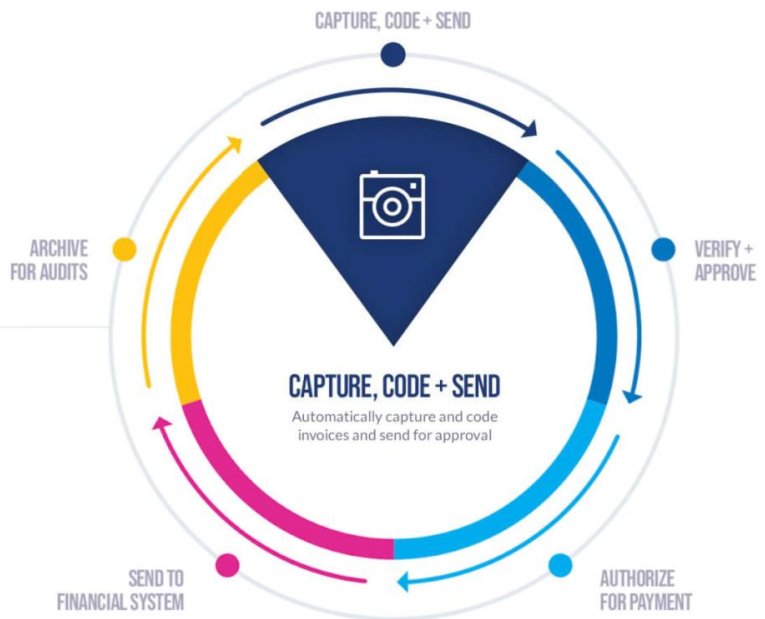 CAPTURE, CODE + SEND
VERIFY +
APPROVE
AUTHORIZE
FOR PAYMENT
SEND TO
FINANCIAL SYSTEM
ARCHIVE
FOR AUDITS
CAPTURE, CODE + SEND
Automatically capture and code
invoices and send for approval